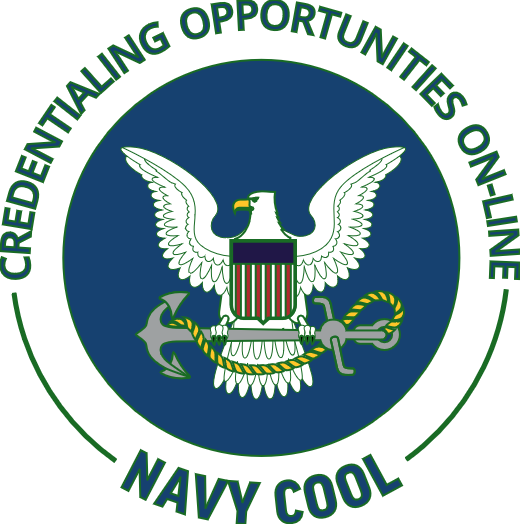 CREDENTIALING OPPORTUNITIES ON-LINE
NAVY COOL